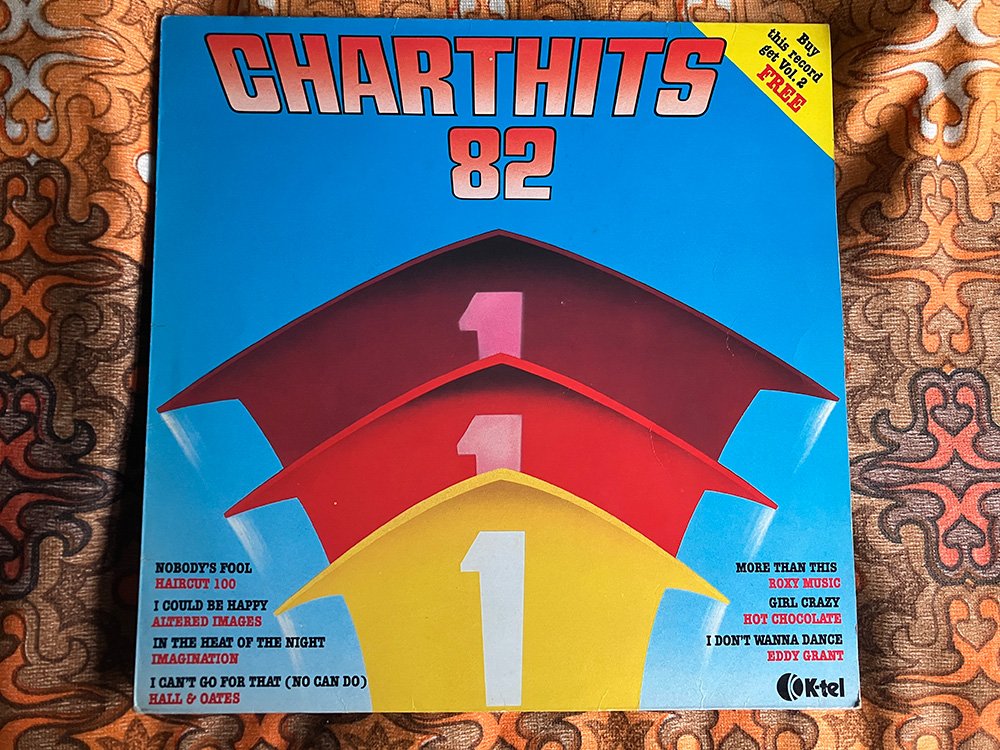 CHARTHITS
82
Buy
this record
get Vol. 2
FREE
1
1
1
NOBODY'S FOOL
HAIRCUT 100
I COULD BE HAPPY
ALTERED IMAGES
IN THE HEAT OF THE NIGHT
IMAGINATION
I CAN'T GO FOR THAT (NO CAN DO)
HALL & OATES
MORE THAN THIS
ROXY MUSIC
GIRL CRAZY
HOT CHOCOLATE
I DON'T WANNA DANCE
EDDY GRANT
K-tel